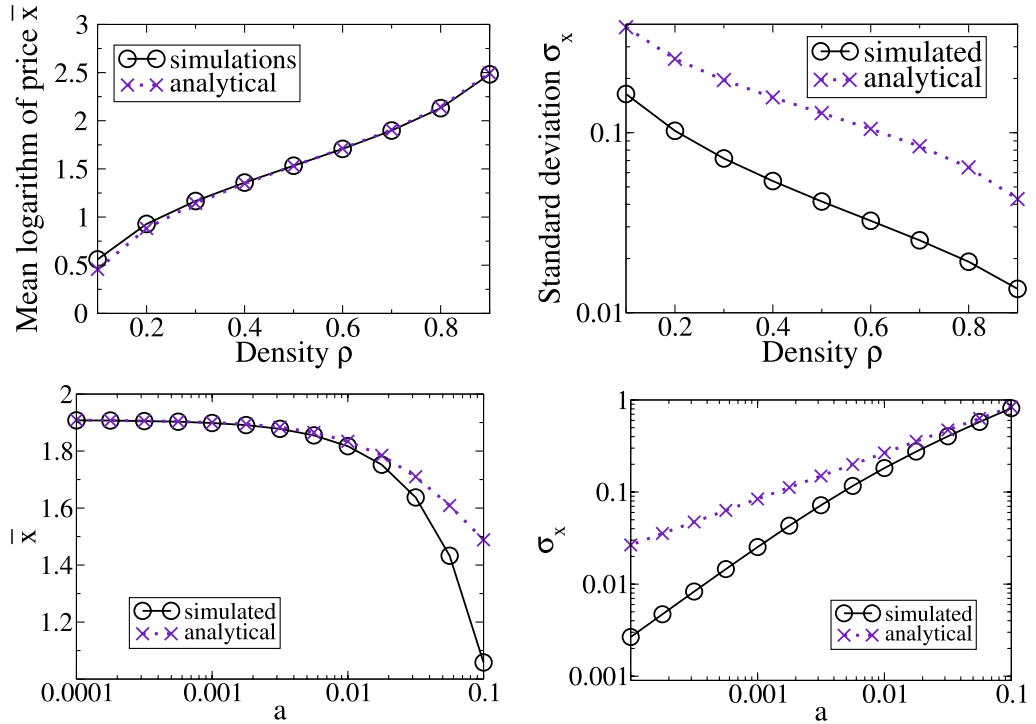 Mean logarithm of price x̄
3
2.5
2
1.5
1
0.5
0
simulations
analytical
0.2
0.4
0.6
0.8
Density ρ
Standard deviation σx
0.1
0.01
simulated
analytical
0.2
0.4
0.6
0.8
Density ρ
x̄
2
1.8
1.6
1.4
1.2
simulated
analytical
0.0001
0.001
0.01
0.1
a
σx
1
0.1
0.01
0.001
simulated
analytical
0.001
0.01
0.1
a